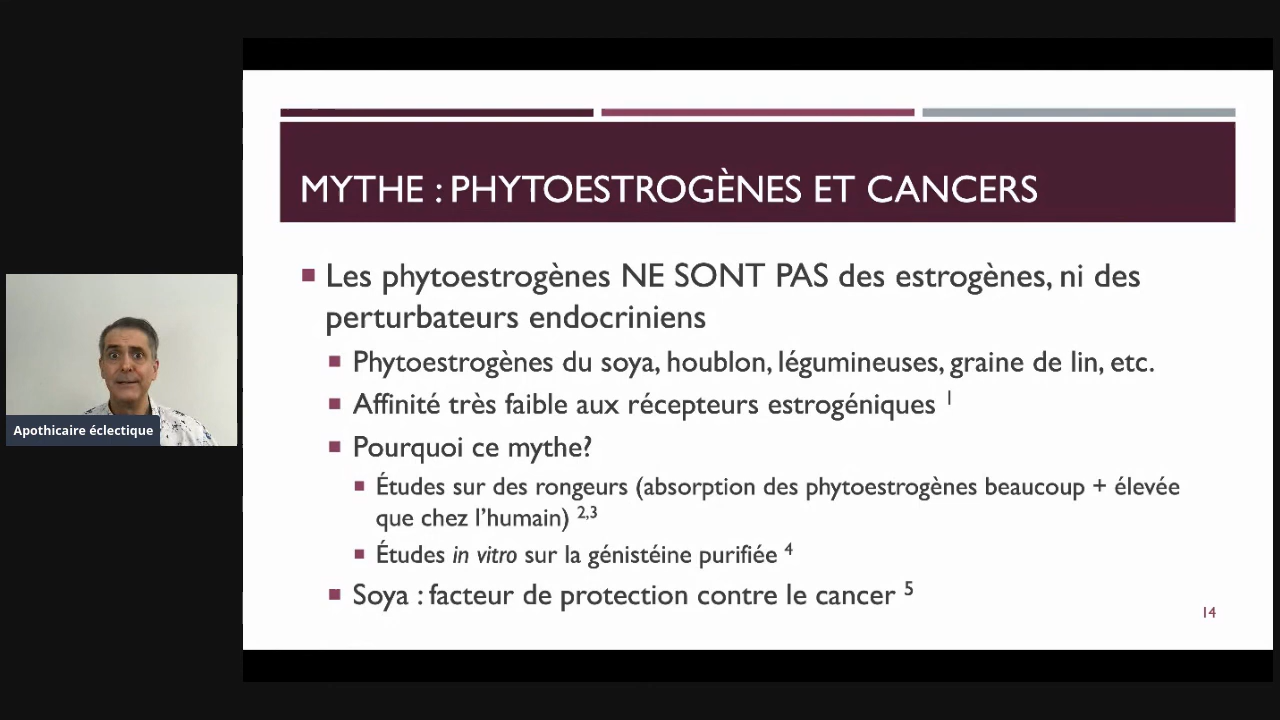 MYTHE : PHYTOESTROGÈNES ET CANCERS
Les phytoestrogènes NE SONT PAS des estrogènes, ni des
perturbateurs endocriniens
Phytoestrogènes du soya, houblon, légumineuses, graine de lin, etc.
Affinité très faible aux récepteurs estrogéniques 1
Pourquoi ce mythe?
Études sur des rongeurs (absorption des phytoestrogènes beaucoup + élevée
que chez l'humain) 2,3
Études in vitro sur la génistéine purifiée 4
Soya : facteur de protection contre le cancer 5
14
Apothicaire éclectique